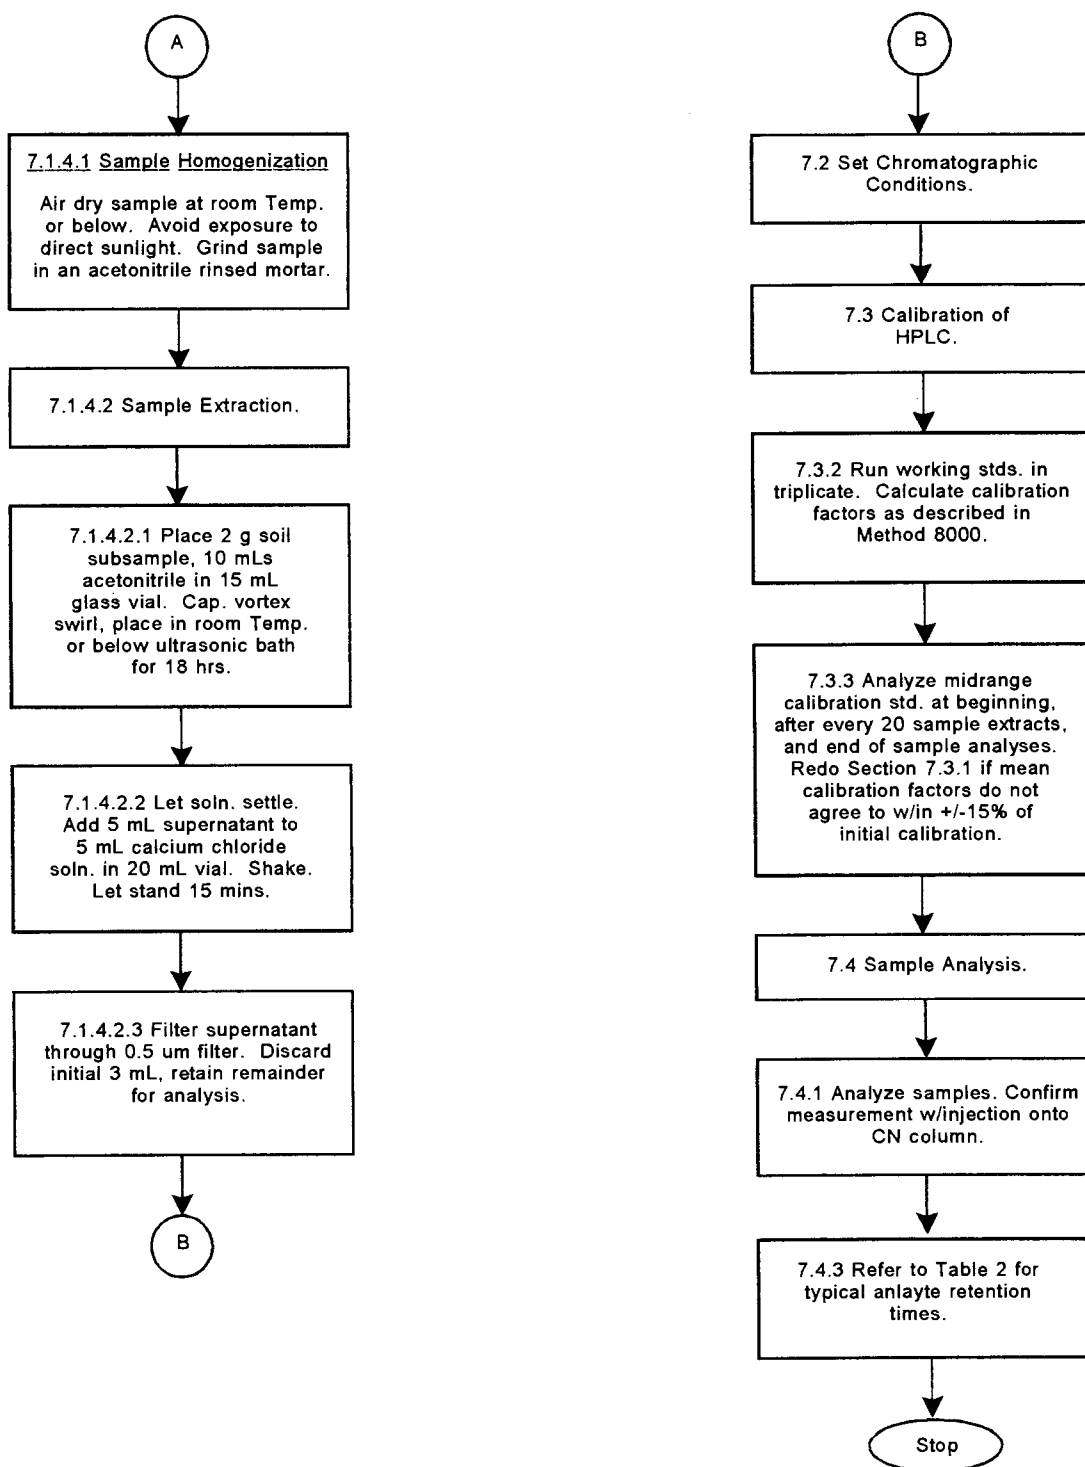 A
7.1.4.1 Sample Homogenization
Air dry sample at room Temp.
or below. Avoid exposure to
direct sunlight. Grind sample
in an acetonitrile rinsed mortar.
7.1.4.2 Sample Extraction.
7.1.4.2.1 Place 2 g soil
subsample, 10 mLs
acetonitrile in 15 mL
glass vial. Cap. vortex
swirl, place in room Temp.
or below ultrasonic bath
for 18 hrs.
7.1.4.2.2 Let soln. settle.
Add 5 mL supernatant to
5 mL calcium chloride
soln. in 20 mL vial. Shake.
Let stand 15 mins.
7.1.4.2.3 Filter supernatant
through 0.5 um filter. Discard
initial 3 mL, retain remainder
for analysis.
B
B
7.2 Set Chromatographic
Conditions.
7.3 Calibration of
HPLC.
7.3.2 Run working stds. in
triplicate. Calculate calibration
factors as described in
Method 8000.
7.3.3 Analyze midrange
calibration std. at beginning,
after every 20 sample extracts,
and end of sample analyses.
Redo Section 7.3.1 if mean
calibration factors do not
agree to w/in +/-15% of
initial calibration.
7.4 Sample Analysis.
7.4.1 Analyze samples. Confirm
measurement w/injection onto
CN column.
7.4.3 Refer to Table 2 for
typical anlayte retention
times.
Stop